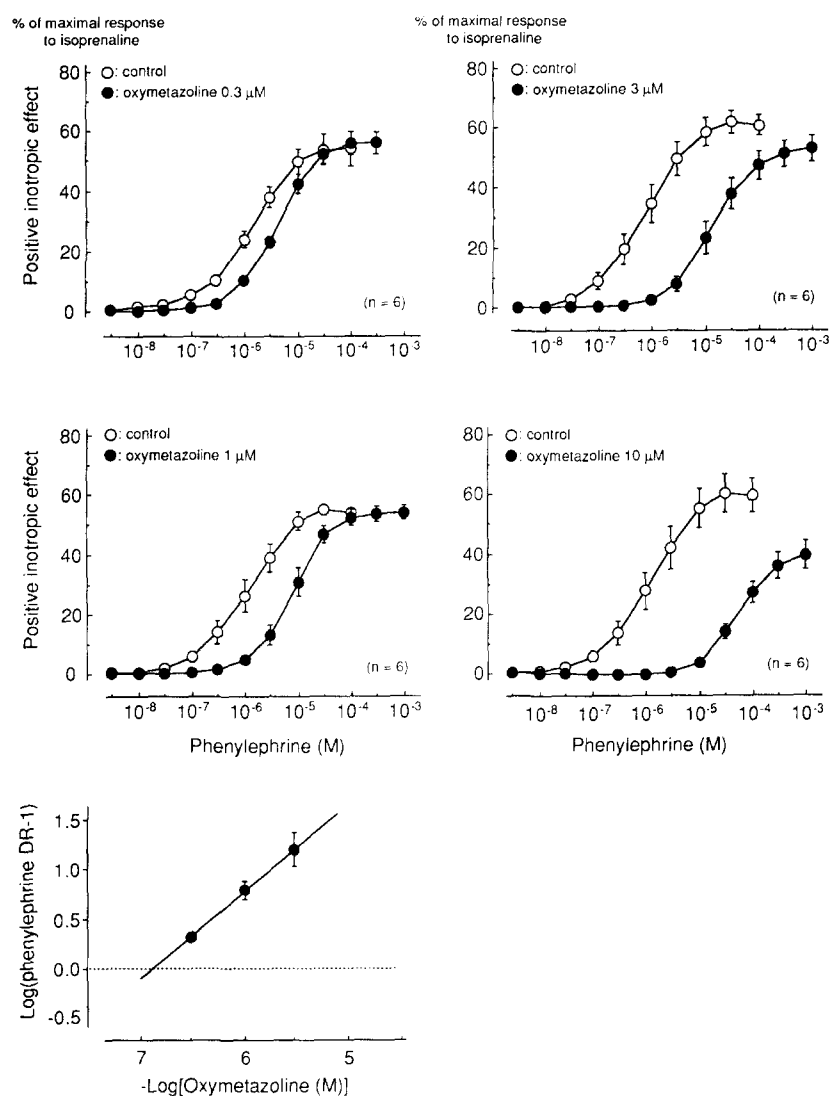 % of maximal response
to isoprenaline
○: control
●: oxymetazoline 0.3 µM
Positive inotropic effect
80
60
40
20
0
(n = 6)
10⁻⁸ 10⁻⁷ 10⁻⁶ 10⁻⁵ 10⁻⁴ 10⁻³
% of maximal response
to isoprenaline
○: control
●: oxymetazoline 3 µM
80
60
40
20
0
(n = 6)
10⁻⁸ 10⁻⁷ 10⁻⁶ 10⁻⁵ 10⁻⁴ 10⁻³
○: control
●: oxymetazoline 1 µM
Positive inotropic effect
80
60
40
20
0
(n = 6)
10⁻⁸ 10⁻⁷ 10⁻⁶ 10⁻⁵ 10⁻⁴ 10⁻³
Phenylephrine (M)
○: control
●: oxymetazoline 10 µM
80
60
40
20
0
(n = 6)
10⁻⁸ 10⁻⁷ 10⁻⁶ 10⁻⁵ 10⁻⁴ 10⁻³
Phenylephrine (M)
Log(phenylephrine DR-1)
1.5
1.0
0.5
0.0
-0.5
7 6 5
-Log[Oxymetazoline (M)]